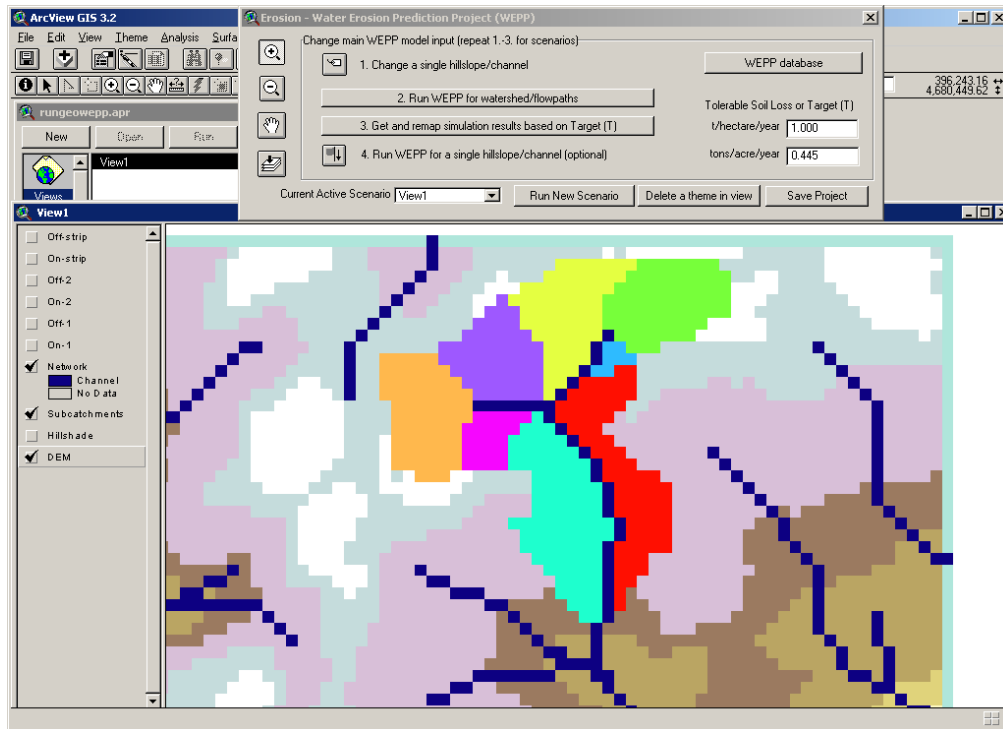 ArcView GIS 3.2
File Edit View Theme Analysis Surfa
396,243.16
4,680,449.62
rungeowepp.apr
New Open Run
View1
Views
Erosion - Water Erosion Prediction Project (WEPP)
Change main WEPP model input (repeat 1.-3. for scenarios)
1. Change a single hillslope/channel
WEPP database
2. Run WEPP for watershed/flowpaths
Tolerable Soil Loss or Target (T)
3. Get and remap simulation results based on Target (T)
t/hectare/year 1.000
4. Run WEPP for a single hillslope/channel (optional)
tons/acre/year 0.445
Current Active Scenario View1 Run New Scenario Delete a theme in view Save Project
View1
Off-strip
On-strip
Off-2
On-2
Off-1
On-1
Network
Channel
No Data
Subcatchments
Hillshade
DEM